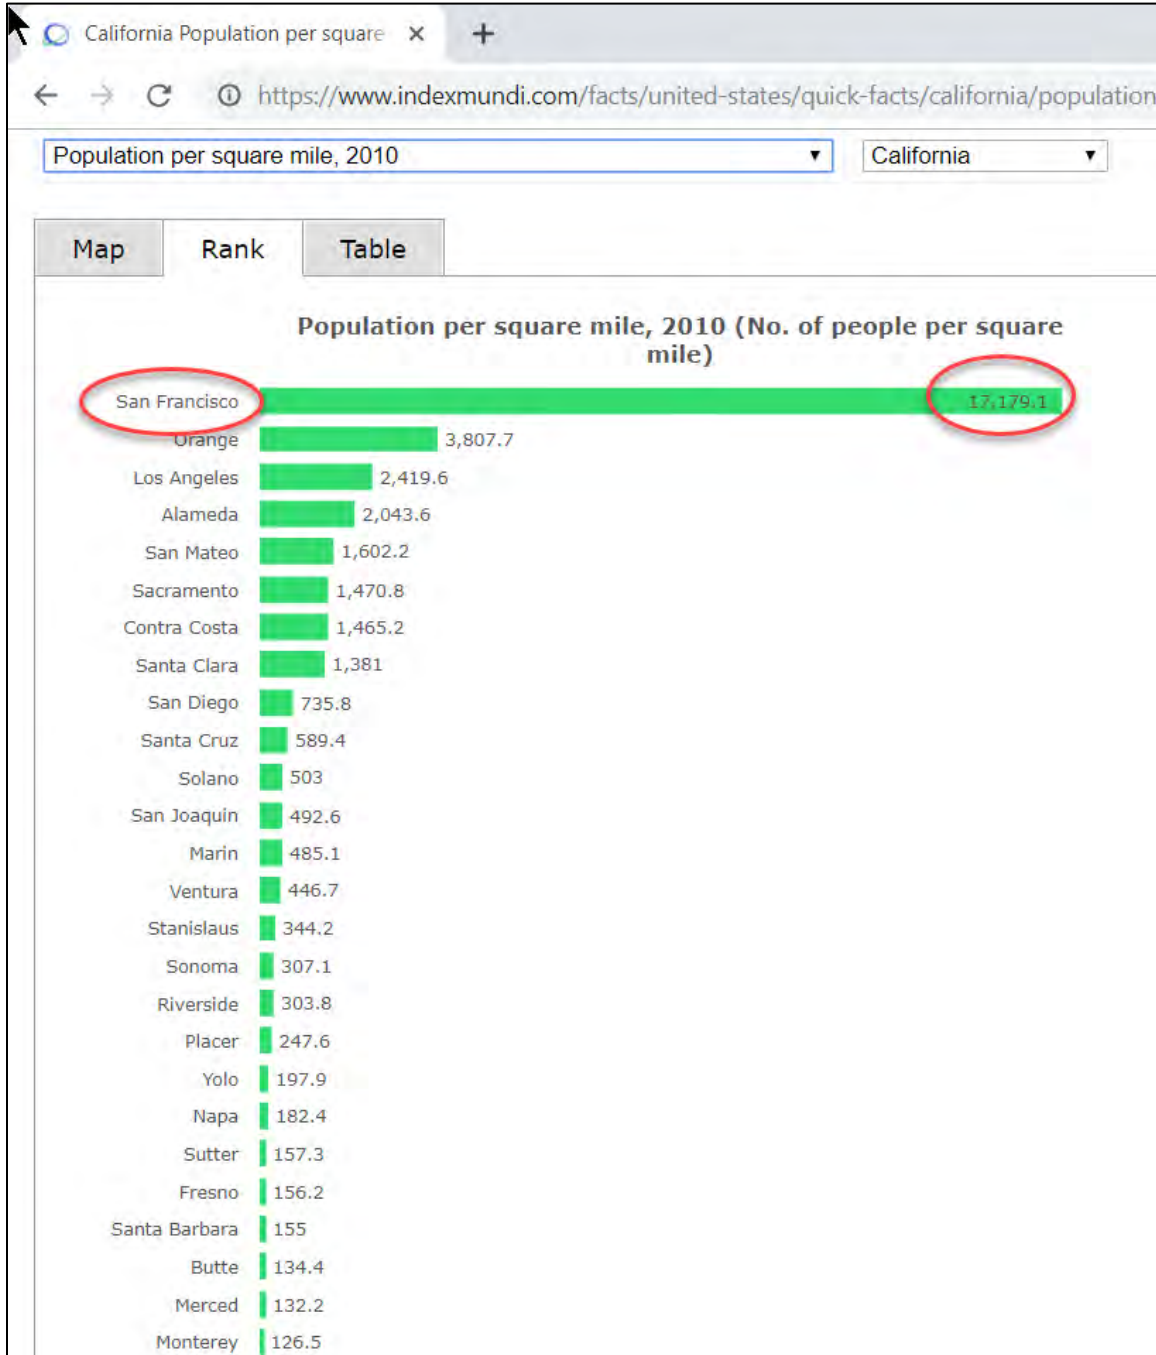 California Population per square
https://www.indexmundi.com/facts/united-states/quick-facts/california/population
Population per square mile, 2010 California
Map Rank Table
Population per square mile, 2010 (No. of people per square
mile)
San Francisco 17,179.1
Orange 3,807.7
Los Angeles 2,419.6
Alameda 2,043.6
San Mateo 1,602.2
Sacramento 1,470.8
Contra Costa 1,465.2
Santa Clara 1,381
San Diego 735.8
Santa Cruz 589.4
Solano 503
San Joaquin 492.6
Marin 485.1
Ventura 446.7
Stanislaus 344.2
Sonoma 307.1
Riverside 303.8
Placer 247.6
Yolo 197.9
Napa 182.4
Sutter 157.3
Fresno 156.2
Santa Barbara 155
Butte 134.4
Merced 132.2
Monterey 126.5